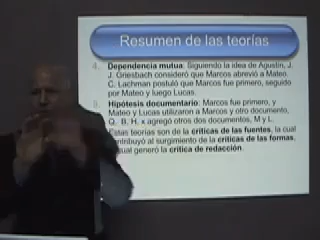 Resumen de las teorías
4. Dependencia mutua: Siguiendo la idea de Agustín, J.
J. Griesbach consideró que Marcos abrevió a Mateo.
C. Lachman postuló que Marcos fue primero, seguido
por Mateo y luego Lucas.
Hipótesis documentario: Marcos fue primero, y
Mateo y Lucas utilizaron a Marcos y otro documento,
Q. B. H. x agregó otros dos documentos, M y L.
Estas teorías son de la críticas de las fuentes, la cual
contribuyó al surgimiento de la críticas de las formas,
cual generó la crítica de redacción.